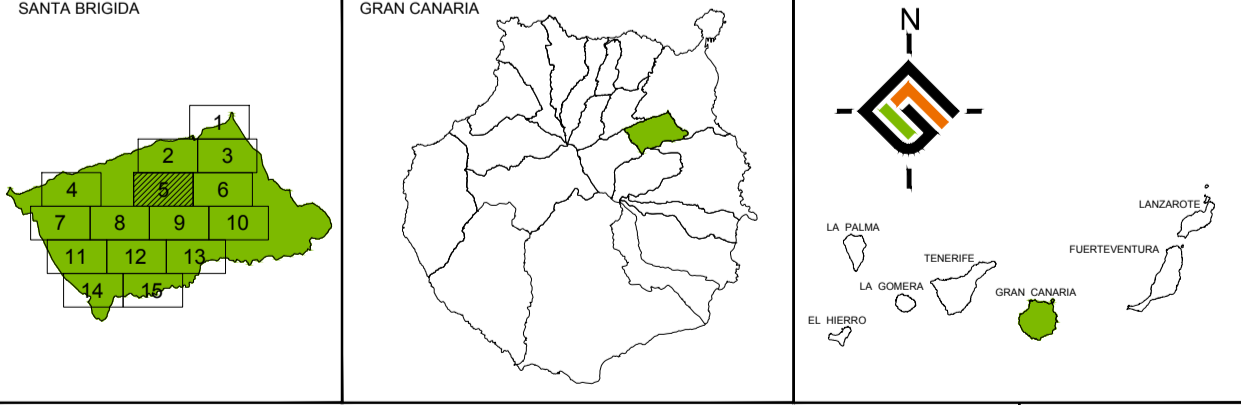 SANTA BRIGIDA
1
2 3
4 5 6
7 8 9 10
11 12 13
14 15
GRAN CANARIA
N
LANZAROTE
LA PALMA
FUERTEVENTURA
TENERIFE
LA GOMERA
GRAN CANARIA
EL HIERRO